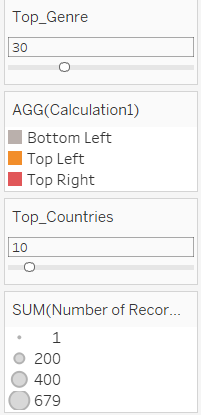 Top_Genre
30
AGG(Calculation1)
Bottom Left
Top Left
Top Right
Top_Countries
10
SUM(Number of Recor...
1
200
400
679